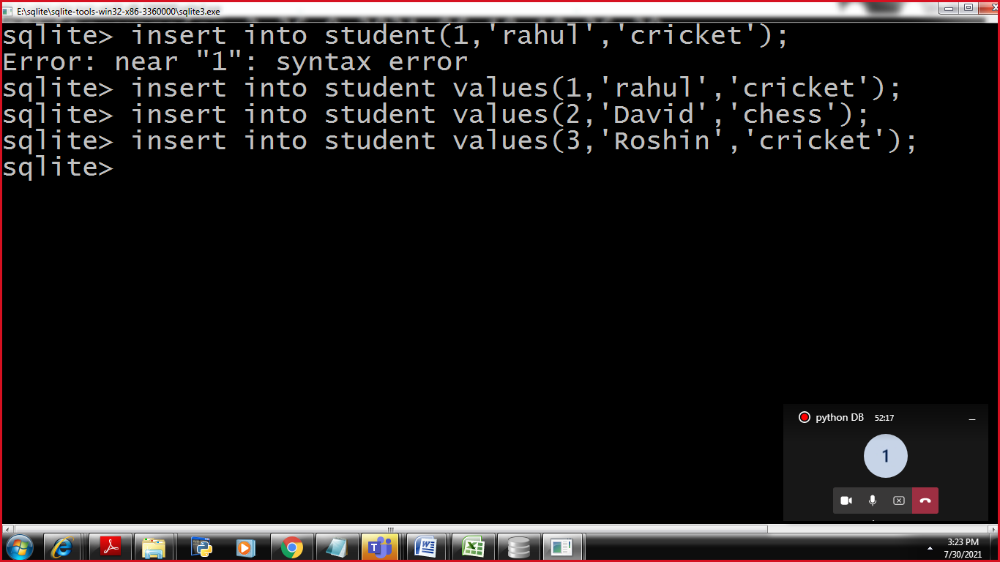 E:\sqlite\sqlite-tools-win32-x86-3360000\sqlite3.exe
sqlite> insert into student(1,'rahul','cricket');
Error: near "1": syntax error
sqlite> insert into student values(1,'rahul','cricket');
sqlite> insert into student values(2,'David','chess');
sqlite> insert into student values(3,'Roshin','cricket');
sqlite>
python DB 52:17
1
3:23 PM
7/30/2021